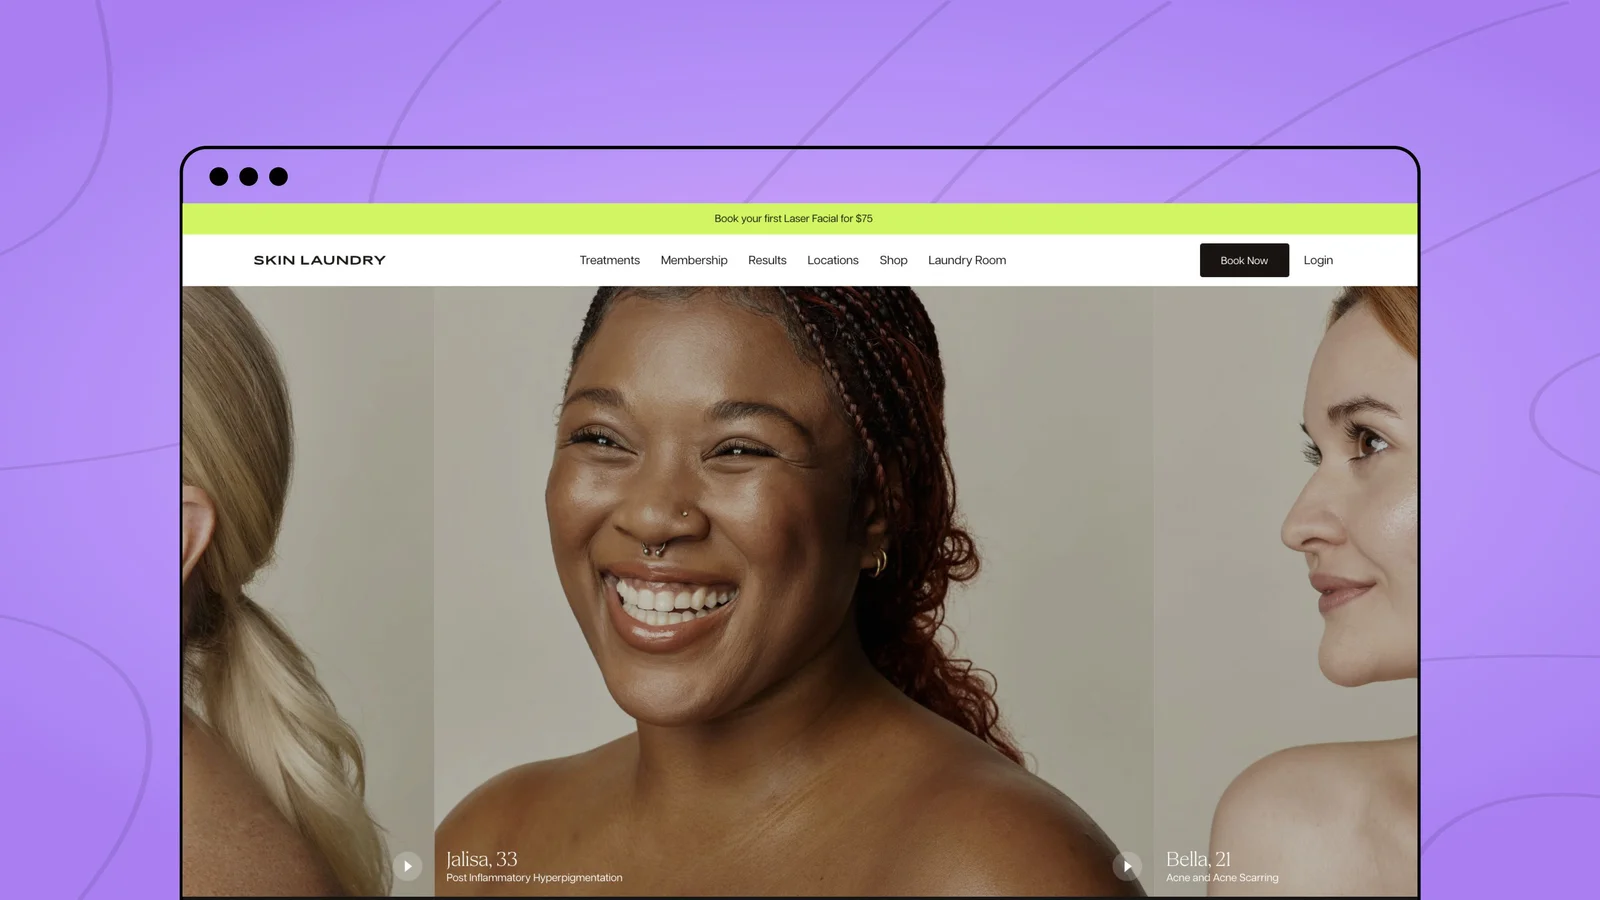 Book your first Laser Facial for $75
SKIN LAUNDRY
Treatments Membership Results Locations Shop Laundry Room
Book Now Login
Jalisa, 33
Post Inflammatory Hyperpigmentation
Bella, 21
Acne and Acne Scarring